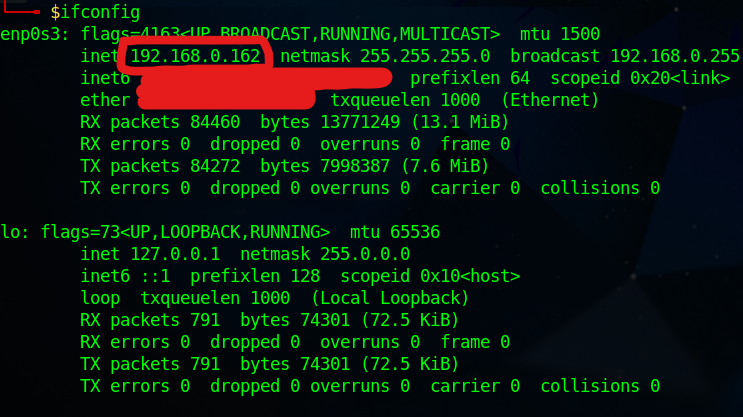 $ifconfig
enp0s3: flags=4163<UP,BROADCAST,RUNNING,MULTICAST>  mtu 1500
        inet 192.168.0.162  netmask 255.255.255.0  broadcast 192.168.0.255
        inet6  prefixlen 64  scopeid 0x20<link>
        ether  txqueuelen 1000  (Ethernet)
        RX packets 84460  bytes 13771249 (13.1 MiB)
        RX errors 0  dropped 0  overruns 0  frame 0
        TX packets 84272  bytes 7998387 (7.6 MiB)
        TX errors 0  dropped 0 overruns 0  carrier 0  collisions 0

lo: flags=73<UP,LOOPBACK,RUNNING>  mtu 65536
        inet 127.0.0.1  netmask 255.0.0.0
        inet6 ::1  prefixlen 128  scopeid 0x10<host>
        loop  txqueuelen 1000  (Local Loopback)
        RX packets 791  bytes 74301 (72.5 KiB)
        RX errors 0  dropped 0  overruns 0  frame 0
        TX packets 791  bytes 74301 (72.5 KiB)
        TX errors 0  dropped 0 overruns 0  carrier 0  collisions 0